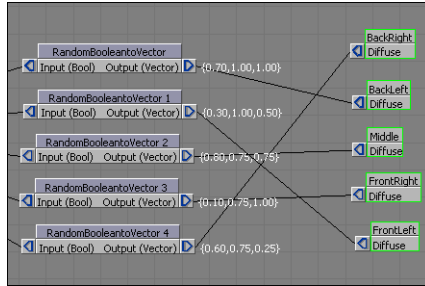 BackRight
Diffuse
RandomBooleantoVector
Input (Bool) Output (Vector) {0.70,1.00,1.00}
BackLeft
Diffuse
RandomBooleantoVector 1
Input (Bool) Output (Vector) {0.30,1.00,0.50}
Middle
Diffuse
RandomBooleantoVector 2
Input (Bool) Output (Vector) {0.60,0.75,0.75}
FrontRight
Diffuse
RandomBooleantoVector 3
Input (Bool) Output (Vector) {0.10,0.75,1.00}
FrontLeft
Diffuse
RandomBooleantoVector 4
Input (Bool) Output (Vector) {0.60,0.75,0.25}